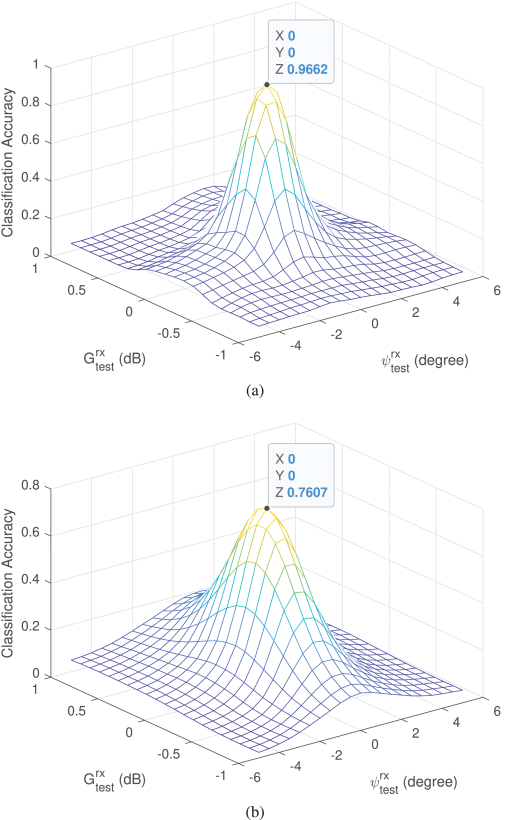 X 0
Y 0
Z 0.9662
1
0.8
0.6
0.4
0.2
0
Classification Accuracy
1
0.5
0
-0.5
-1
G^rx_test (dB)
-6
-4
-2
0
2
4
6
ψ^rx_test (degree)
(a)
X 0
Y 0
Z 0.7607
0.8
0.6
0.4
0.2
0
Classification Accuracy
1
0.5
0
-0.5
-1
G^rx_test (dB)
-6
-4
-2
0
2
4
6
ψ^rx_test (degree)
(b)